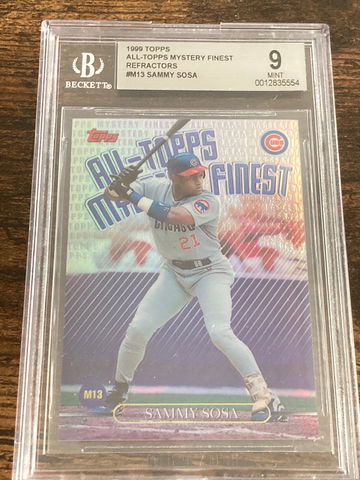 1999 TOPPS
ALL-TOPPS MYSTERY FINEST
REFRACTORS
#M13 SAMMY SOSA
9
MINT
0012835554
B
BECKETT
Topps
CUBS
ALL-TOPPS
MYSTERY FINEST
CHICAGO
21
M13
SAMMY SOSA